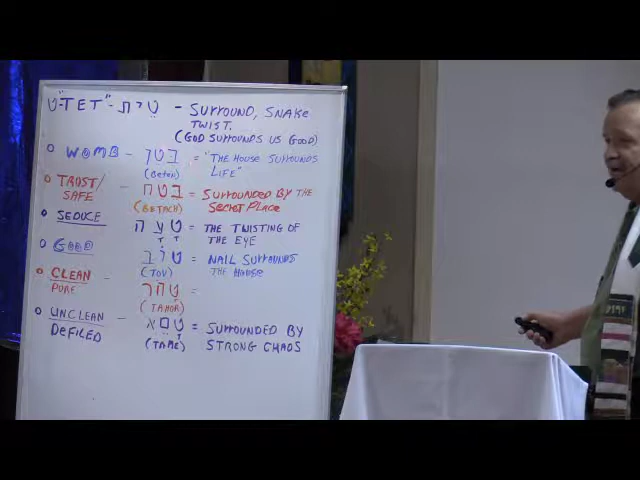 ט-"TET"- טית - SURROUND, SNAKE
TWIST.
(GOD SURROUNDS US GOOD)
WOMB - בטן = "THE HOUSE SURROUNDS
(Beten) LIFE"
TRUST/ - בטח = SURROUNDED BY THE
SAFE (BETACH) SECRET PLACE
SEDUCE טעה = THE TWISTING OF
THE EYE
GOOD טוב = NAIL SURROUNDS
(TOV) THE HOUSE
CLEAN - טהר =
PURE (TAHOR)
UNCLEAN - טמא = SURROUNDED BY
DEFILED (TAME) STRONG CHAOS